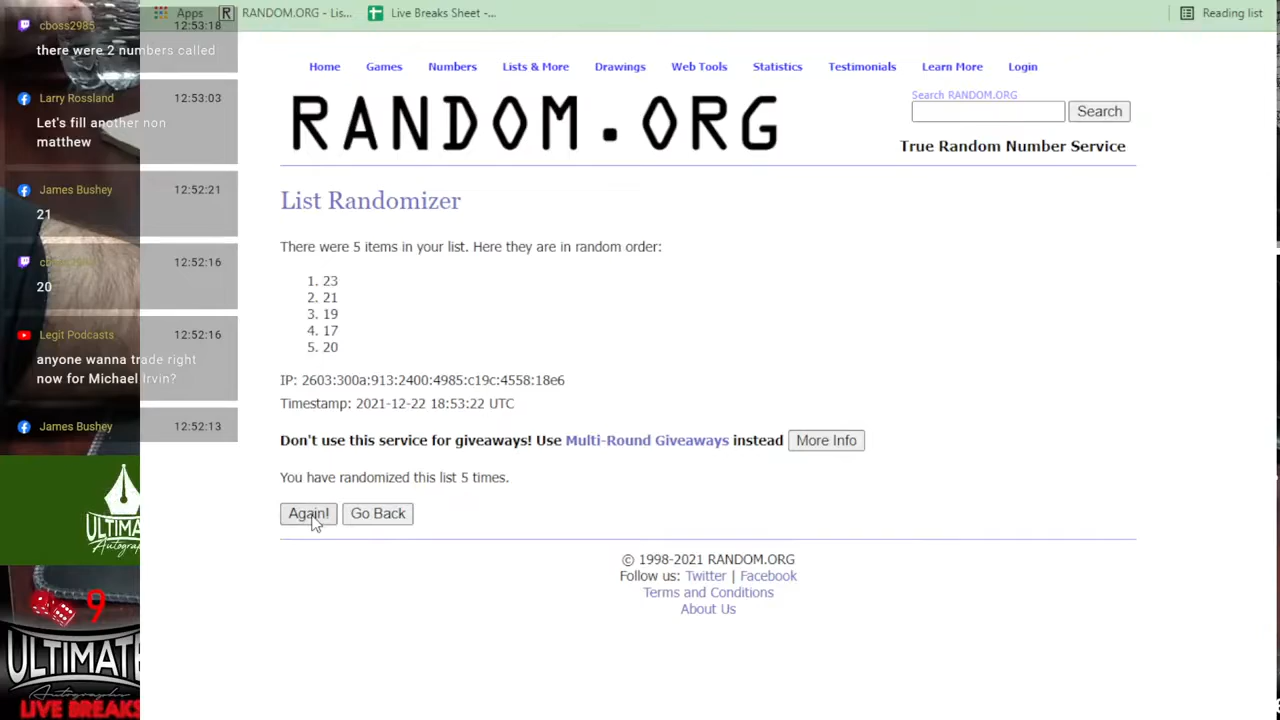 Apps
R RANDOM.ORG - Lis...
Live Breaks Sheet -...
Reading list
cboss2985 12:53:18
there were 2 numbers called
Larry Rossland 12:53:03
Let's fill another non
matthew
James Bushey 12:52:21
21
12:52:16
20
Legit Podcasts 12:52:16
anyone wanna trade right
now for Michael Irvin?
James Bushey 12:52:13
ULTIMA
Autograph
9
ULTIMATE
Autographs
LIVE BREAKS
Home Games Numbers Lists & More Drawings Web Tools Statistics Testimonials Learn More Login
RANDOM.ORG
Search RANDOM.ORG
Search
True Random Number Service
List Randomizer
There were 5 items in your list. Here they are in random order:
1. 23
2. 21
3. 19
4. 17
5. 20
IP: 2603:300a:913:2400:4985:c19c:4558:18e6
Timestamp: 2021-12-22 18:53:22 UTC
Don't use this service for giveaways! Use Multi-Round Giveaways instead More Info
You have randomized this list 5 times.
Again! Go Back
© 1998-2021 RANDOM.ORG
Follow us: Twitter | Facebook
Terms and Conditions
About Us